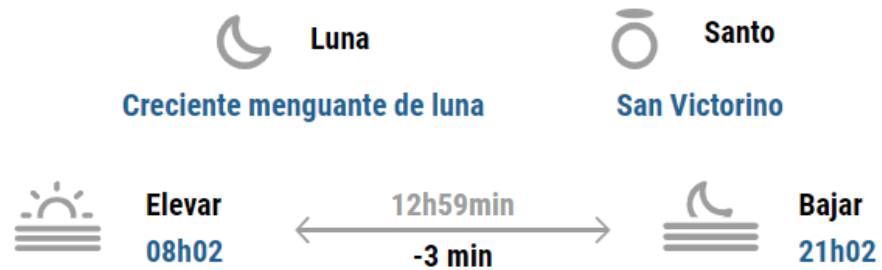 Luna
Santo
Creciente menguante de luna
San Victorino
Elevar
12h59min
Bajar
08h02
-3 min
21h02